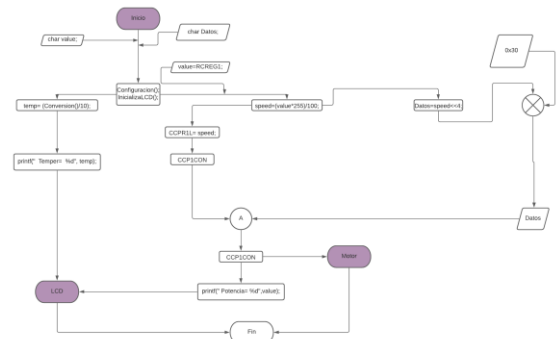 Inicio
char Datos;
char value;
0x30
value=RCREG1;
Configuracion();
InicializaLCD();
temp= (Conversion()/10);
speed=(value*255)/100;
Datos=speed<<4;
CCPR1L= speed;
printf(" Temper= %d", temp);
CCP1CON
A
Datos
CCP1CON
Motor
LCD
printf(" Potencia= %d",value);
Fin